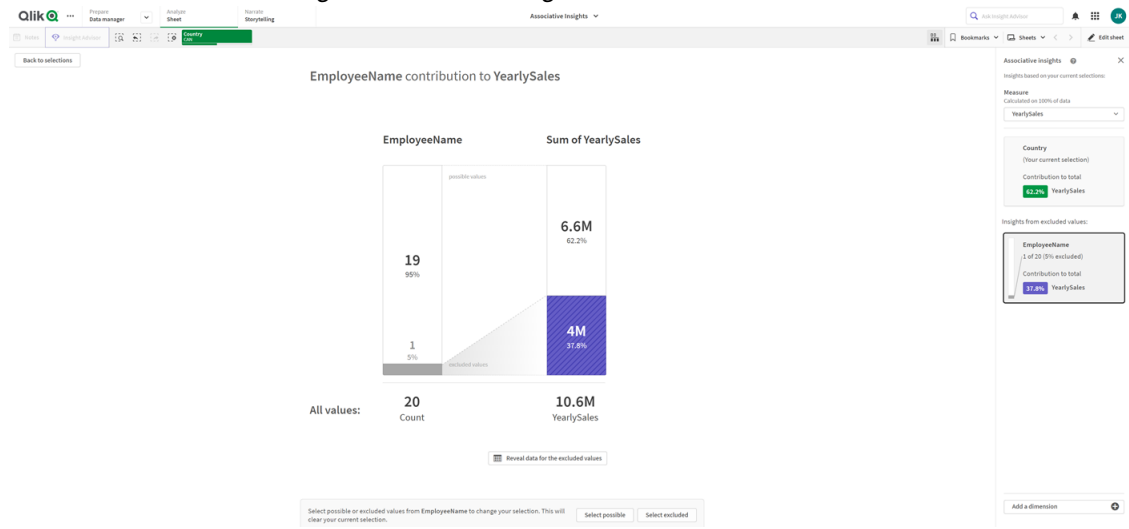 Qlik
...
Prepare
Data manager
Analyze
Sheet
Narrate
Storytelling
Associative Insights
Ask Insight Advisor
JK
Notes
Insight Advisor
Country
CAN
Bookmarks
Sheets
Edit sheet
Back to selections
EmployeeName contribution to YearlySales
EmployeeName
Sum of YearlySales
possible values
6.6M
62.2%
19
95%
4M
37.8%
1
5%
excluded values
All values:
20
Count
10.6M
YearlySales
Reveal data for the excluded values
Select possible or excluded values from EmployeeName to change your selection. This will
clear your current selection.
Select possible
Select excluded
Associative insights
Insights based on your current selections:
Measure
Calculated on 100% of data
YearlySales
Country
(Your current selection)
Contribution to total
62.2% YearlySales
Insights from excluded values:
EmployeeName
1 of 20 (5% excluded)
Contribution to total
37.8% YearlySales
Add a dimension